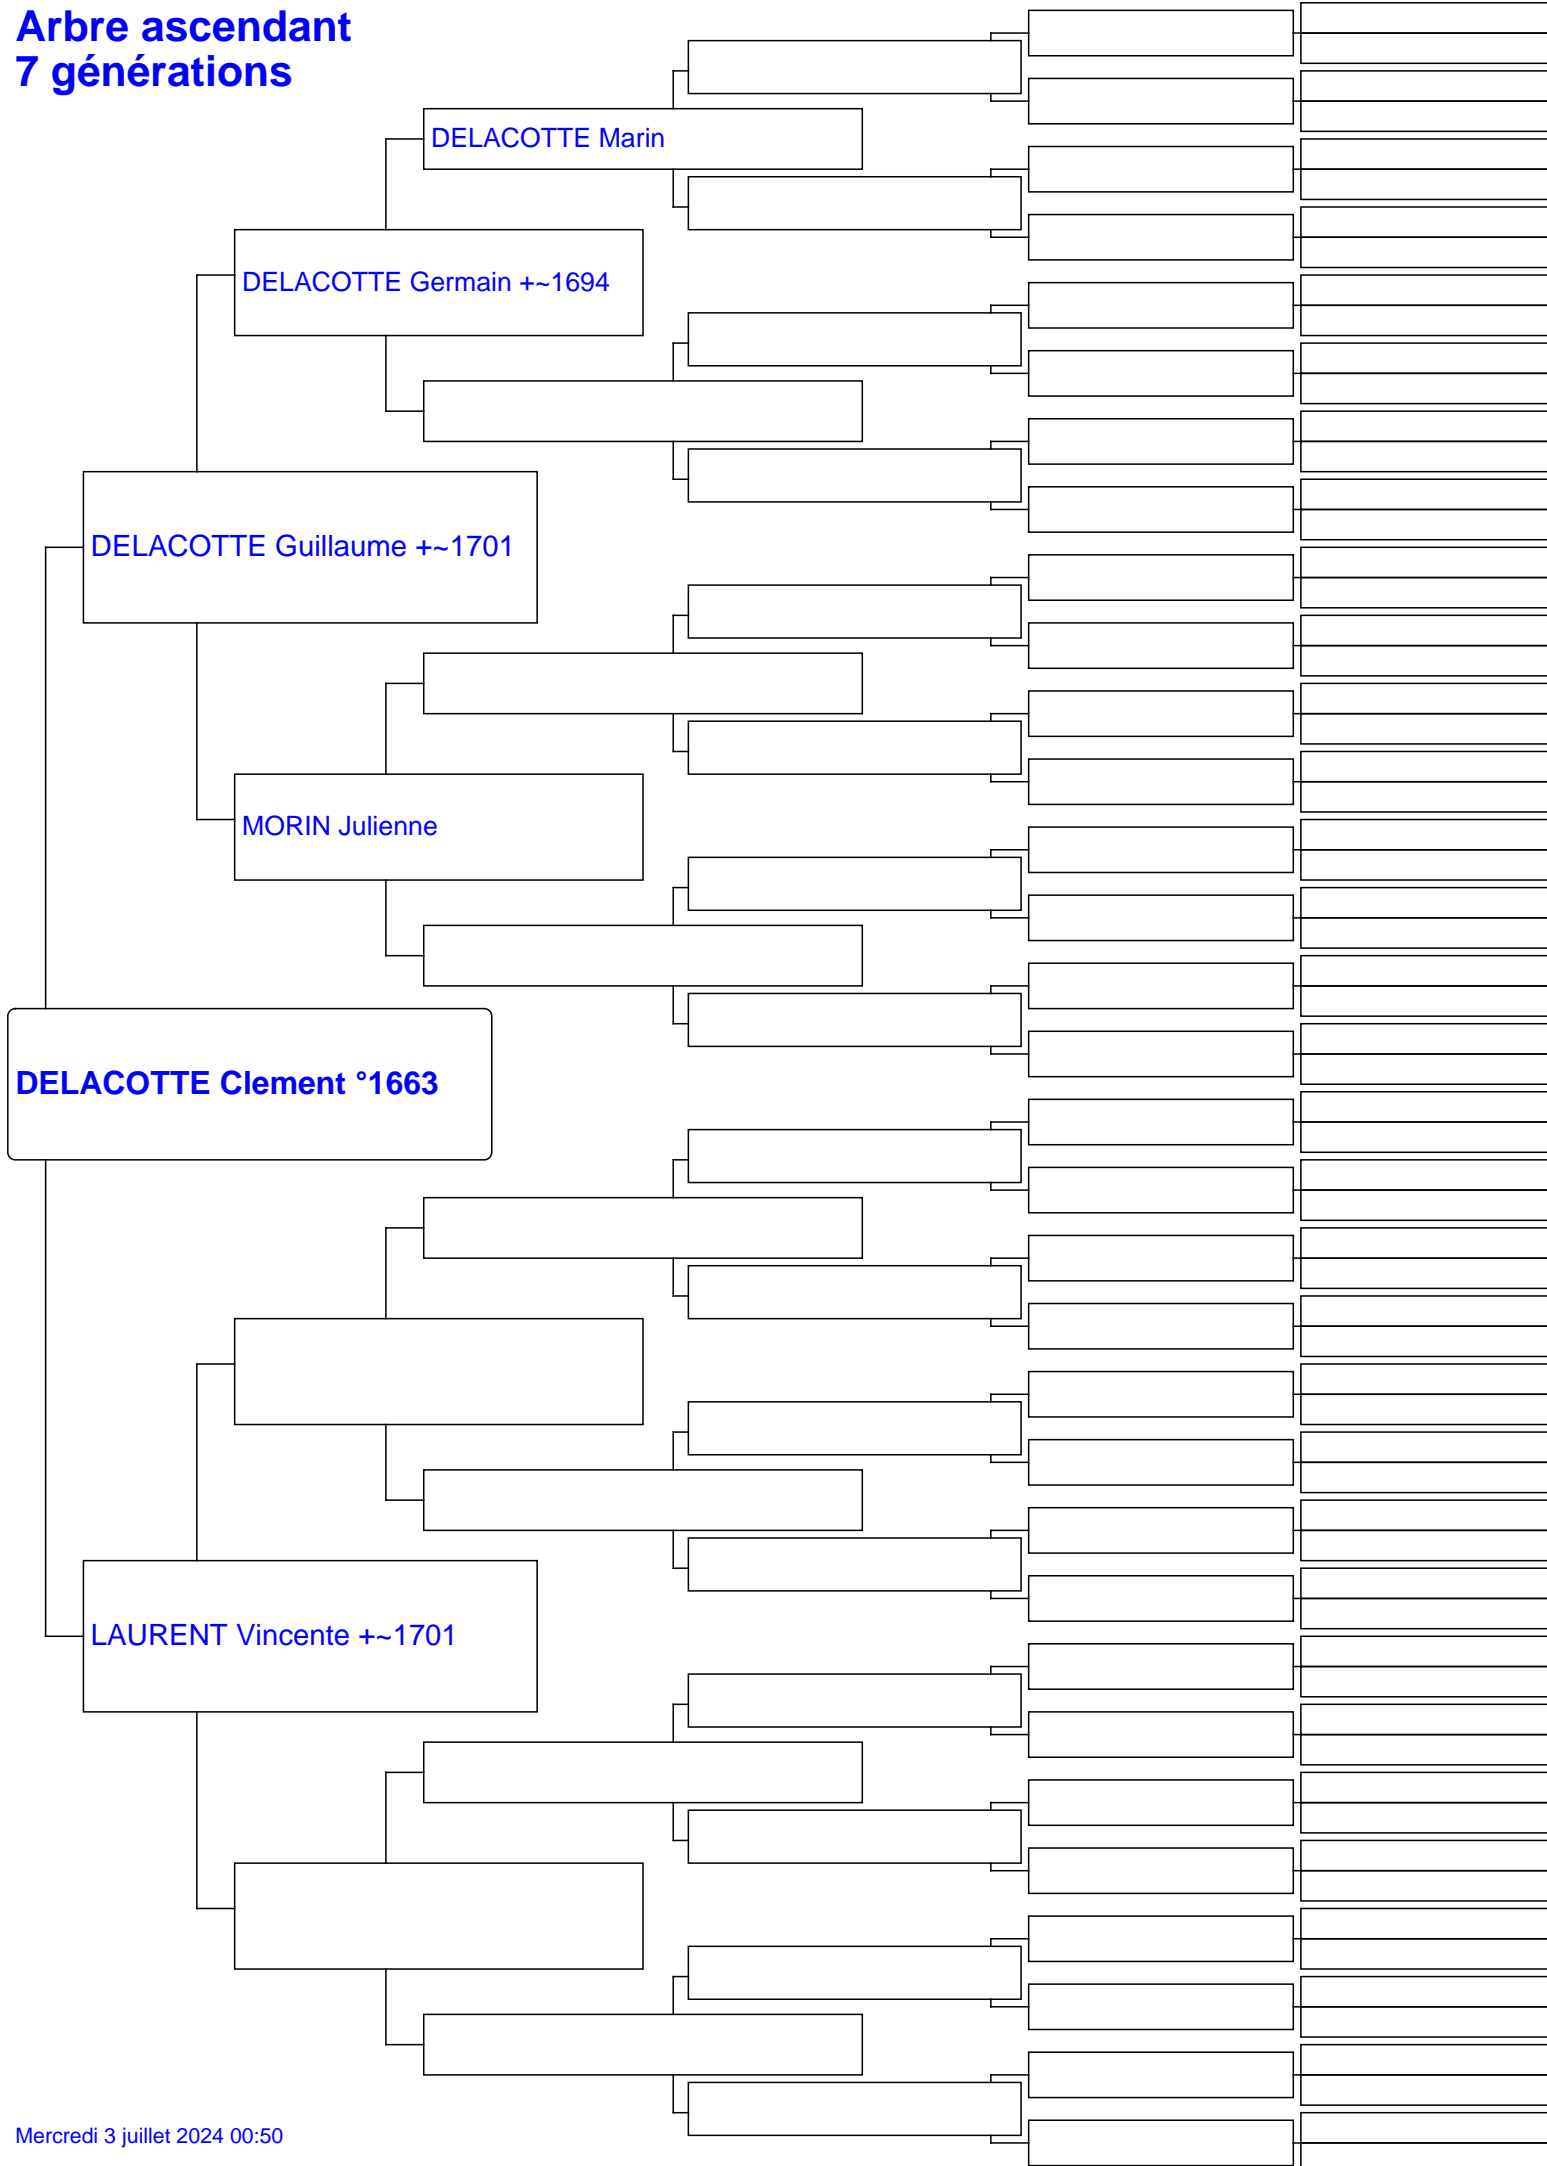 Arbre ascendant
7 générations
DELACOTTE Marin
DELACOTTE Germain +~1694
DELACOTTE Guillaume +~1701
MORIN Julienne
DELACOTTE Clement °1663
LAURENT Vincente +~1701
Mercredi 3 juillet 2024 00:50